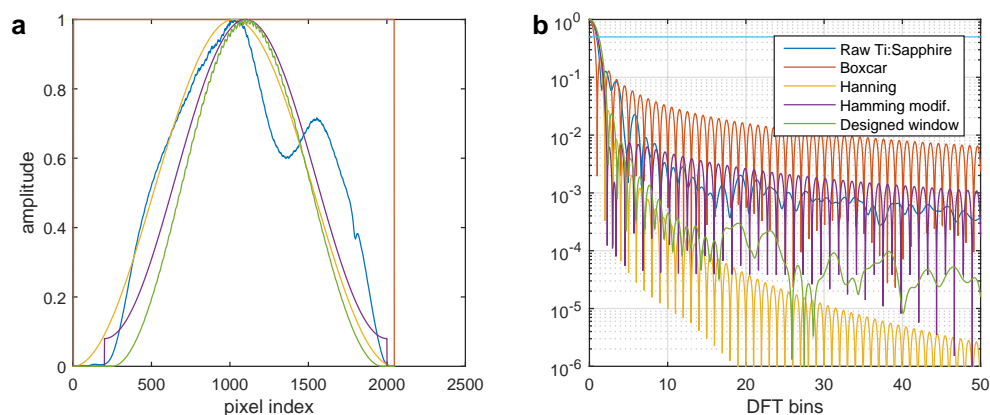 a
1
0.8
0.6
0.4
0.2
0
amplitude
0
500
1000
1500
2000
2500
pixel index
b
10^0
10^-1
10^-2
10^-3
10^-4
10^-5
10^-6
Raw Ti:Sapphire
Boxcar
Hanning
Hamming modif.
Designed window
0
10
20
30
40
50
DFT bins